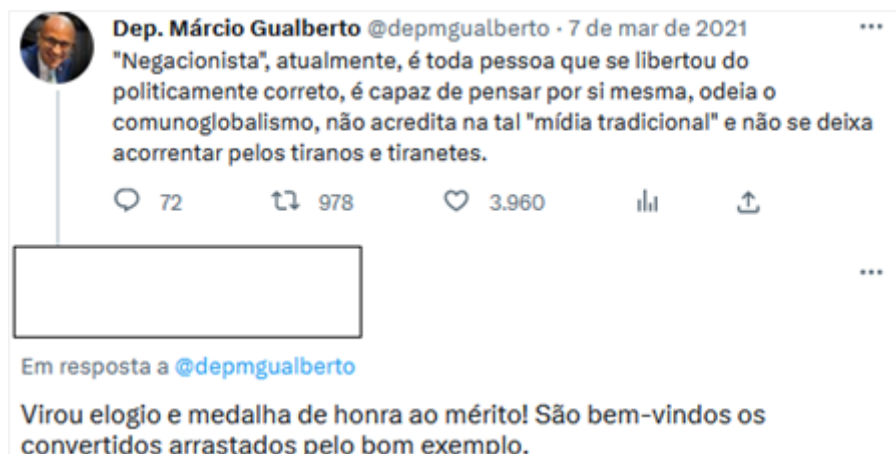 Dep. Márcio Gualberto @depmgualberto · 7 de mar de 2021
"Negacionista", atualmente, é toda pessoa que se libertou do
politicamente correto, é capaz de pensar por si mesma, odeia o
comunoglobalismo, não acredita na tal "mídia tradicional" e não se deixa
acorrentar pelos tiranos e tiranetes.
72 978 3.960
Em resposta a @depmgualberto
Virou elogio e medalha de honra ao mérito! São bem-vindos os
convertidos arrastados pelo bom exemplo.